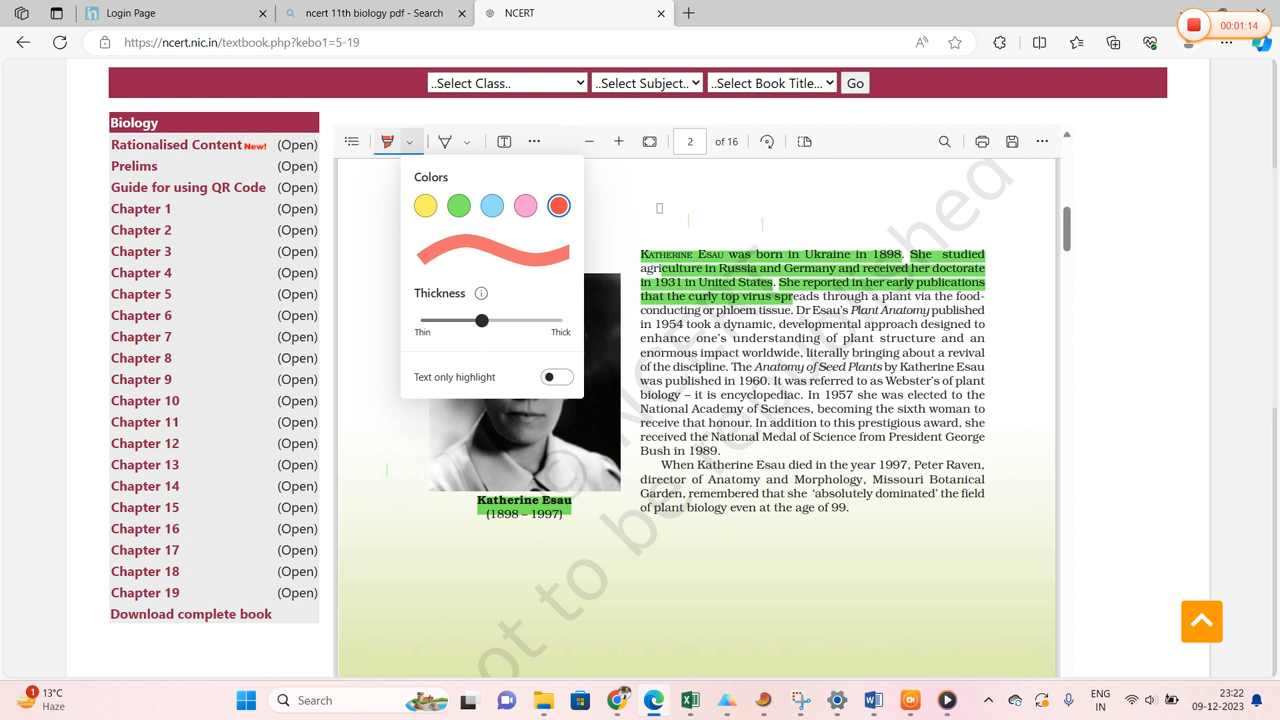 Login Page
ncert 11th biology pdf - Search
NCERT
00:01:14
https://ncert.nic.in/textbook.php?kebo1=5-19
..Select Class..
..Select Subject..
..Select Book Title...
Go
Biology
Rationalised Content New! (Open)
Prelims (Open)
Guide for using QR Code (Open)
Chapter 1 (Open)
Chapter 2 (Open)
Chapter 3 (Open)
Chapter 4 (Open)
Chapter 5 (Open)
Chapter 6 (Open)
Chapter 7 (Open)
Chapter 8 (Open)
Chapter 9 (Open)
Chapter 10 (Open)
Chapter 11 (Open)
Chapter 12 (Open)
Chapter 13 (Open)
Chapter 14 (Open)
Chapter 15 (Open)
Chapter 16 (Open)
Chapter 17 (Open)
Chapter 18 (Open)
Chapter 19 (Open)
Download complete book
2 of 16
Colors
Thickness
Thin Thick
Text only highlight
KATHERINE ESAU was born in Ukraine in 1898. She studied
agriculture in Russia and Germany and received her doctorate
in 1931 in United States. She reported in her early publications
that the curly top virus spreads through a plant via the food-
conducting or phloem tissue. Dr Esau's Plant Anatomy published
in 1954 took a dynamic, developmental approach designed to
enhance one's understanding of plant structure and an
enormous impact worldwide, literally bringing about a revival
of the discipline. The Anatomy of Seed Plants by Katherine Esau
was published in 1960. It was referred to as Webster's of plant
biology – it is encyclopediac. In 1957 she was elected to the
National Academy of Sciences, becoming the sixth woman to
receive that honour. In addition to this prestigious award, she
received the National Medal of Science from President George
Bush in 1989.
When Katherine Esau died in the year 1997, Peter Raven,
director of Anatomy and Morphology, Missouri Botanical
Garden, remembered that she 'absolutely dominated' the field
of plant biology even at the age of 99.
Katherine Esau
(1898 – 1997)
not to be republished
1
13°C
Haze
Search
ENG
IN
23:22
09-12-2023